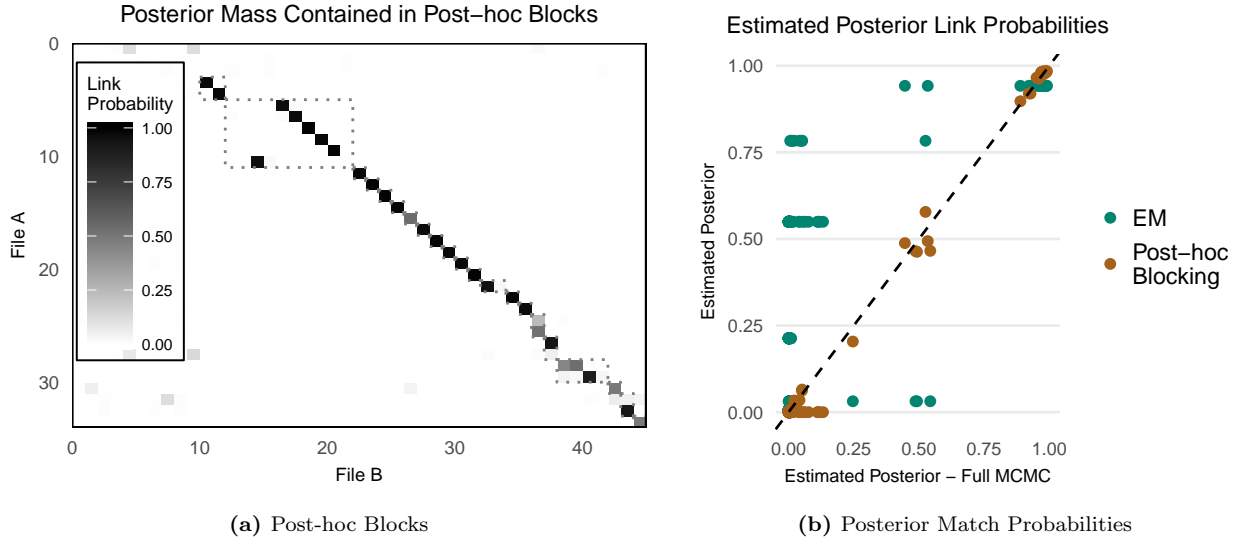 Posterior Mass Contained in Post−hoc Blocks
0
10
20
30
File A
Link
Probability
1.00
0.75
0.50
0.25
0.00
0
10
20
30
40
File B
(a) Post-hoc Blocks
Estimated Posterior Link Probabilities
1.00
0.75
0.50
0.25
0.00
Estimated Posterior
0.00
0.25
0.50
0.75
1.00
Estimated Posterior − Full MCMC
EM
Post−hoc
Blocking
(b) Posterior Match Probabilities